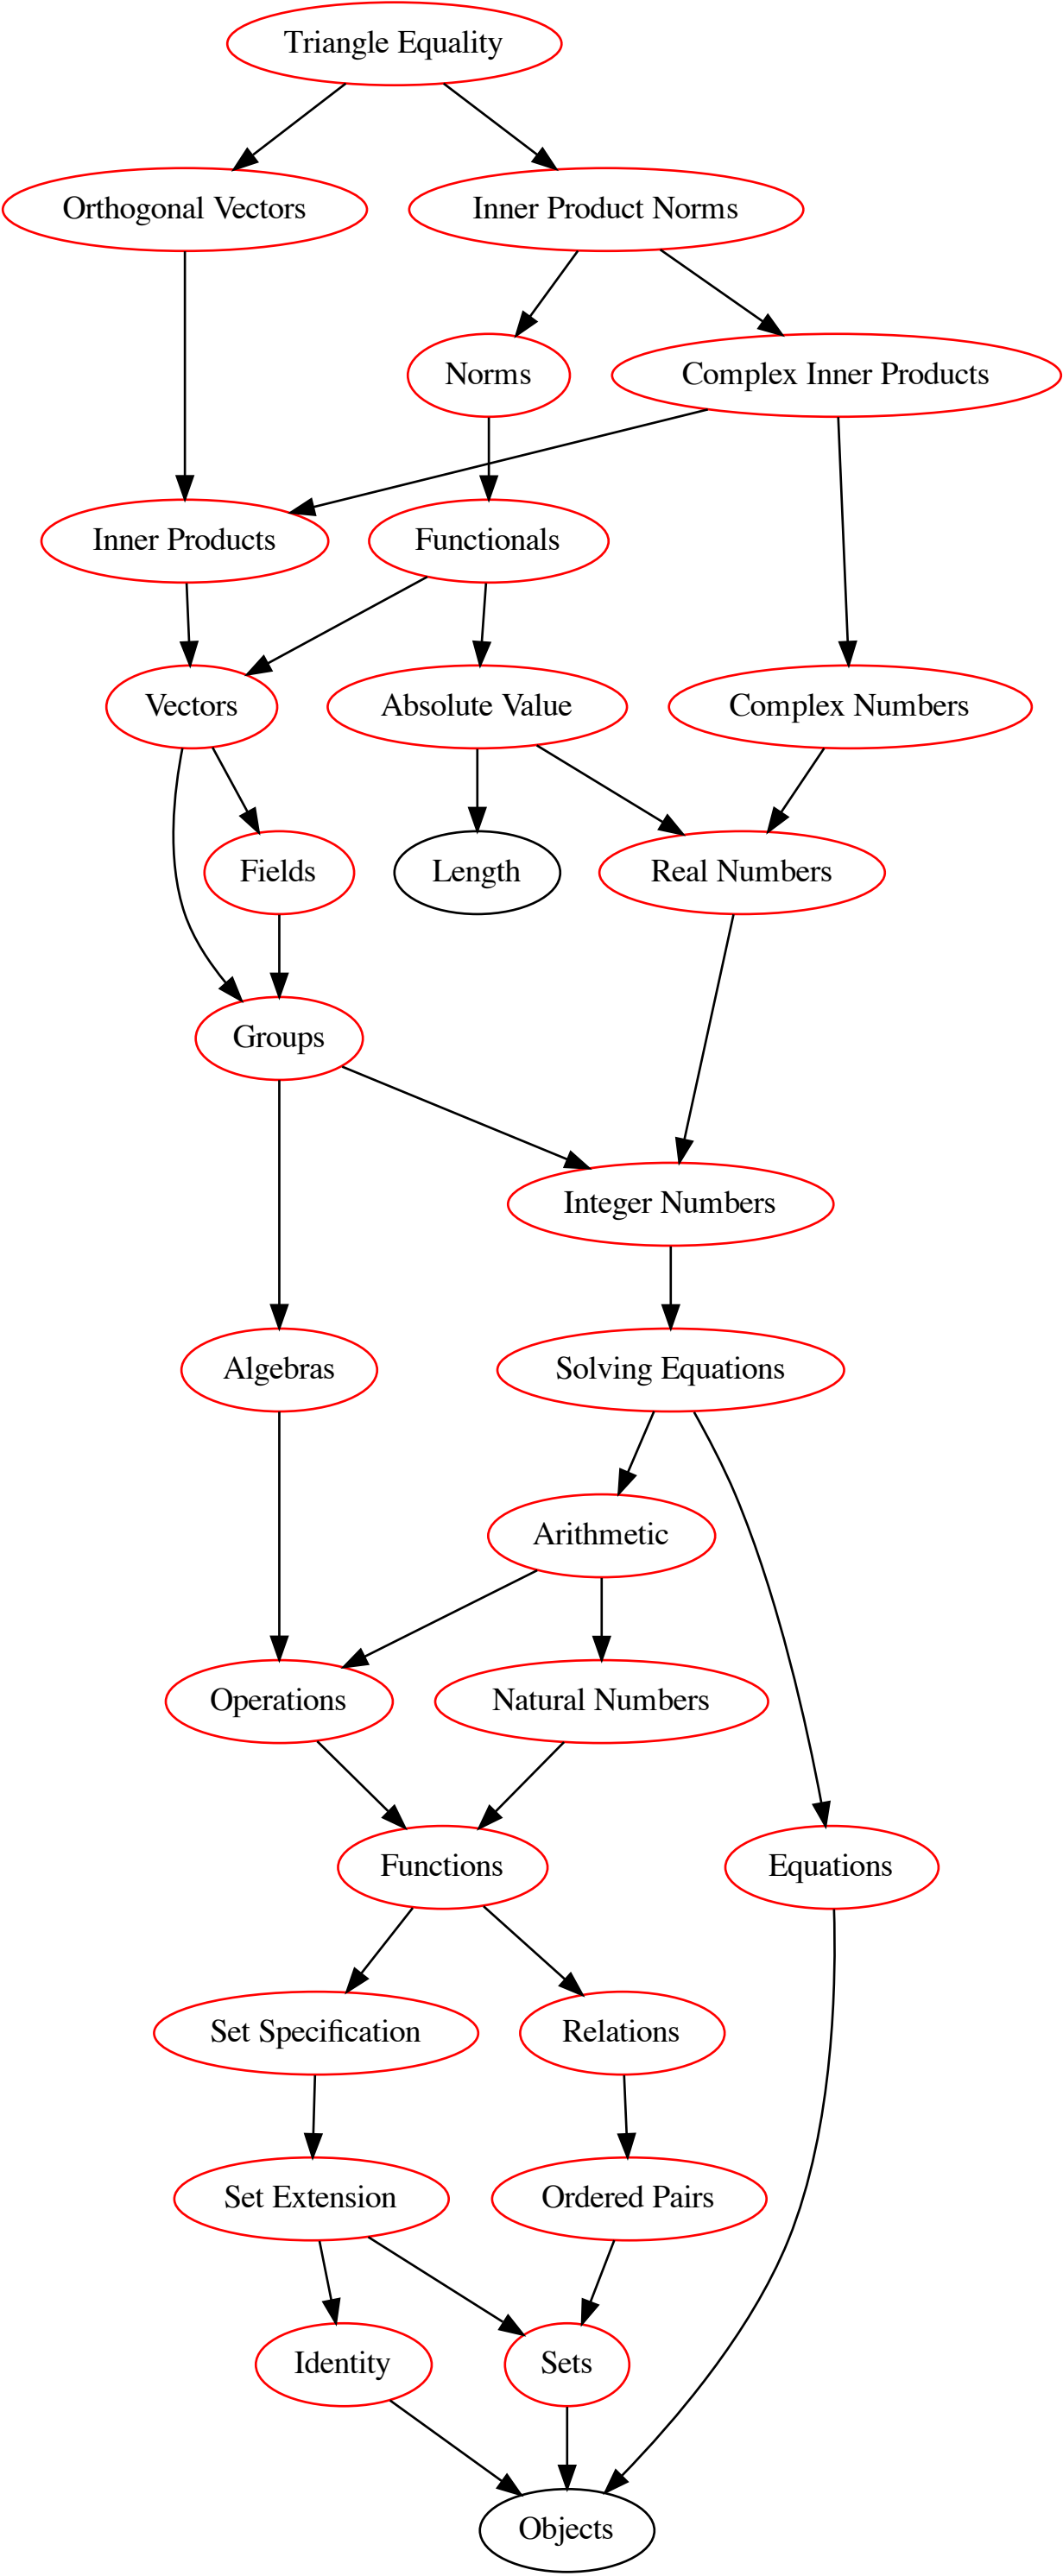 Triangle Equality
Orthogonal Vectors
Inner Product Norms
Norms
Complex Inner Products
Inner Products
Functionals
Vectors
Absolute Value
Complex Numbers
Fields
Length
Real Numbers
Groups
Integer Numbers
Algebras
Solving Equations
Arithmetic
Operations
Natural Numbers
Functions
Equations
Set Specification
Relations
Set Extension
Ordered Pairs
Identity
Sets
Objects